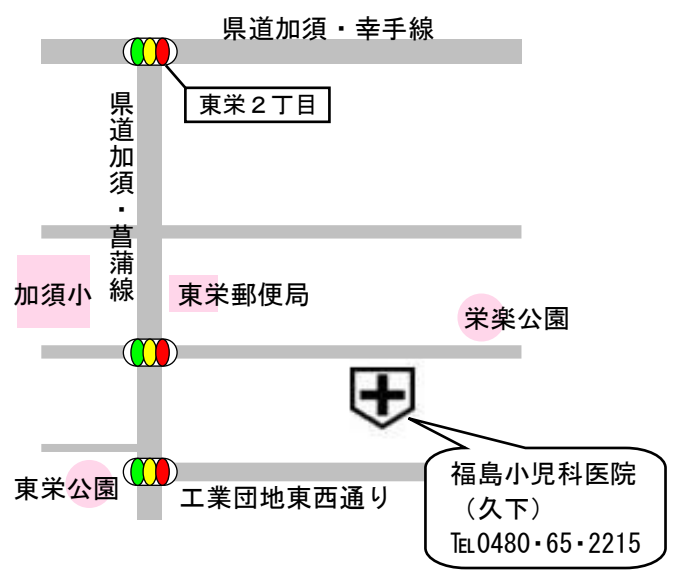 県道加須・幸手線
東栄２丁目
県道加須・菖蒲線
加須小
東栄郵便局
栄楽公園
東栄公園
工業団地東西通り
福島小児科医院
（久下）
℡0480・65・2215